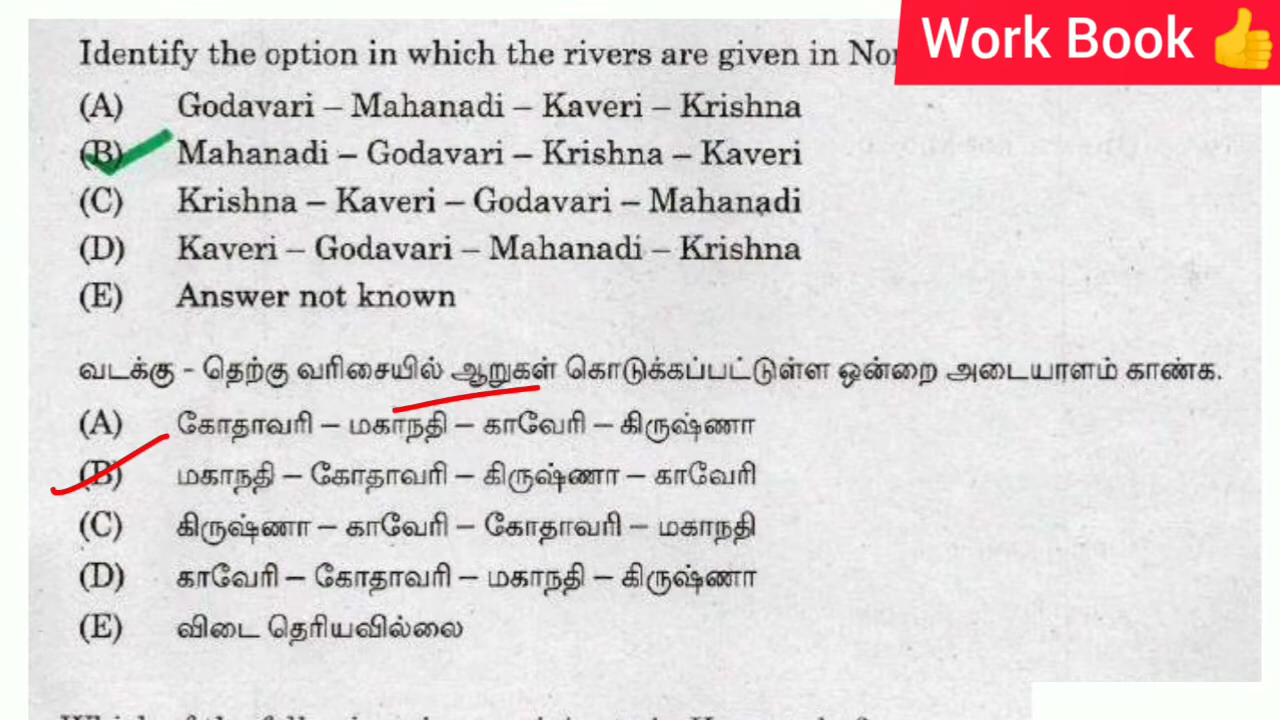 Work Book 👍
Identify the option in which the rivers are given in
(A) Godavari – Mahanadi – Kaveri – Krishna
(B) Mahanadi – Godavari – Krishna – Kaveri
(C) Krishna – Kaveri – Godavari – Mahanadi
(D) Kaveri – Godavari – Mahanadi – Krishna
(E) Answer not known
வடக்கு - தெற்கு வரிசையில் ஆறுகள் கொடுக்கப்பட்டுள்ள ஒன்றை அடையாளம் காண்க.
(A) கோதாவரி – மகாநதி – காவேரி – கிருஷ்ணா
(B) மகாநதி – கோதாவரி – கிருஷ்ணா – காவேரி
(C) கிருஷ்ணா – காவேரி – கோதாவரி – மகாநதி
(D) காவேரி – கோதாவரி – மகாநதி – கிருஷ்ணா
(E) விடை தெரியவில்லை